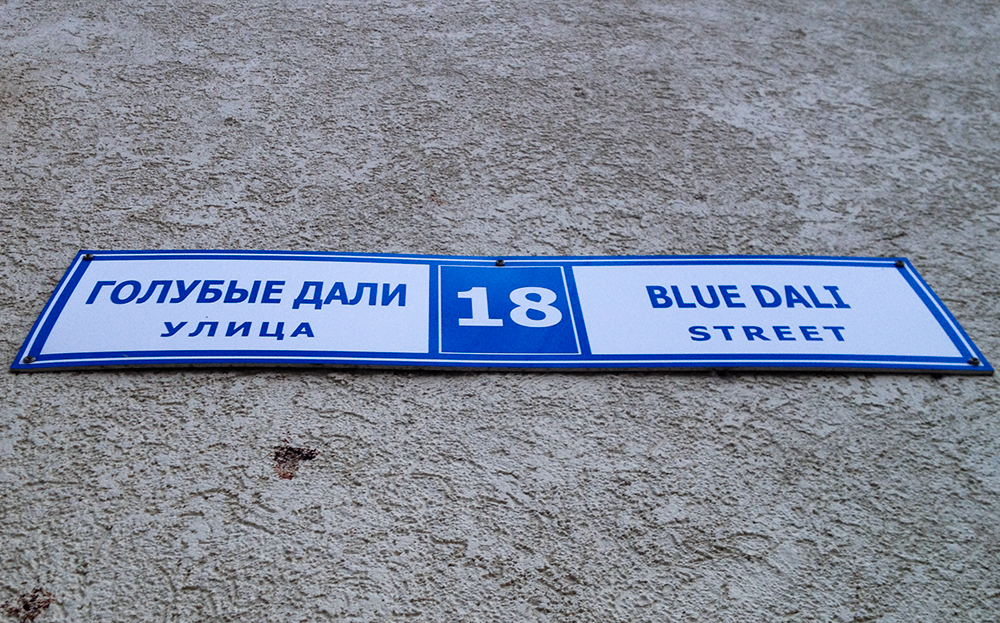 ГОЛУБЫЕ ДАЛИ
УЛИЦА
18
BLUE DALI
STREET